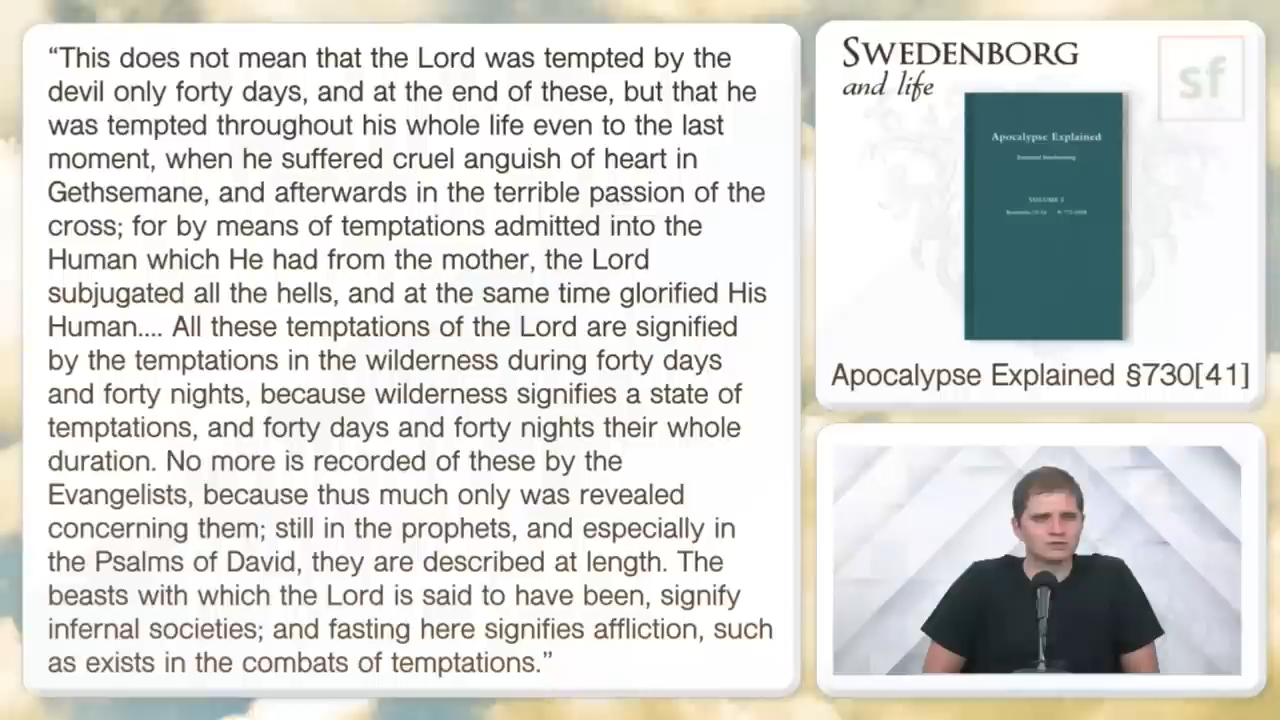 “This does not mean that the Lord was tempted by the
devil only forty days, and at the end of these, but that he
was tempted throughout his whole life even to the last
moment, when he suffered cruel anguish of heart in
Gethsemane, and afterwards in the terrible passion of the
cross; for by means of temptations admitted into the
Human which He had from the mother, the Lord
subjugated all the hells, and at the same time glorified His
Human.... All these temptations of the Lord are signified
by the temptations in the wilderness during forty days
and forty nights, because wilderness signifies a state of
temptations, and forty days and forty nights their whole
duration. No more is recorded of these by the
Evangelists, because thus much only was revealed
concerning them; still in the prophets, and especially in
the Psalms of David, they are described at length. The
beasts with which the Lord is said to have been, signify
infernal societies; and fasting here signifies affliction, such
as exists in the combats of temptations.”
SWEDENBORG
and life
sf
Apocalypse Explained
Emanuel Swedenborg
VOLUME
Apocalypse Explained §730[41]